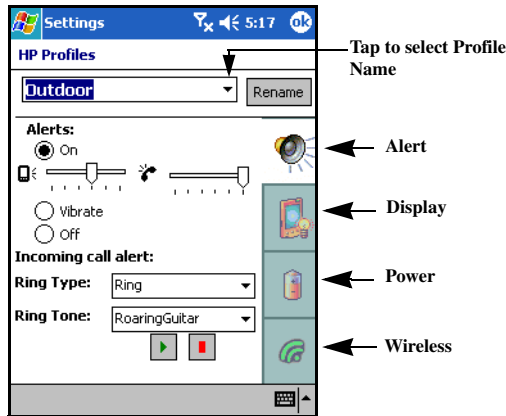 Settings 5:17 ok
HP Profiles
Tap to select Profile
Name
Outdoor Rename
Alerts:
On
Alert
Vibrate
Off
Display
Incoming call alert:
Ring Type: Ring
Power
Ring Tone: RoaringGuitar
Wireless